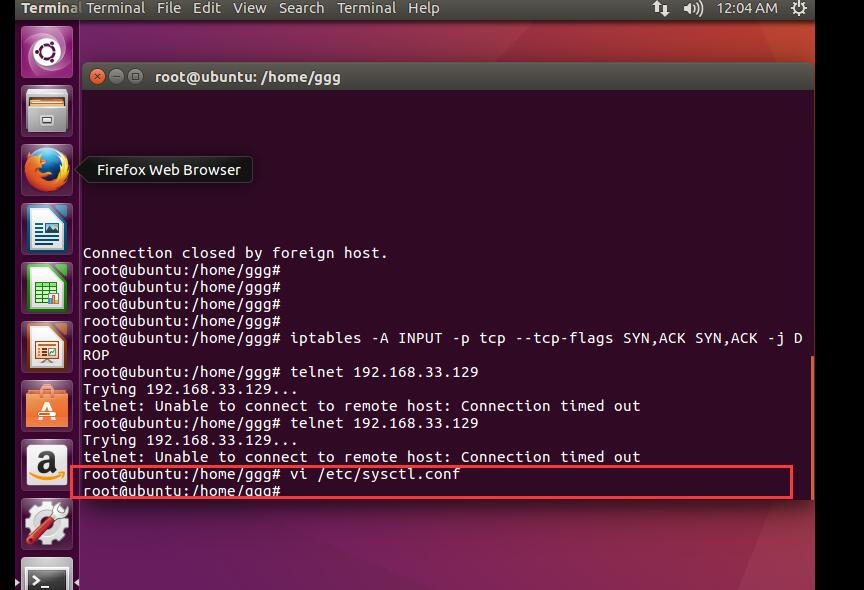 Terminal Terminal File Edit View Search Terminal Help 12:04 AM
root@ubuntu: /home/ggg
Firefox Web Browser
Connection closed by foreign host.
root@ubuntu:/home/ggg#
root@ubuntu:/home/ggg#
root@ubuntu:/home/ggg#
root@ubuntu:/home/ggg#
root@ubuntu:/home/ggg# iptables -A INPUT -p tcp --tcp-flags SYN,ACK SYN,ACK -j D
ROP
root@ubuntu:/home/ggg# telnet 192.168.33.129
Trying 192.168.33.129...
telnet: Unable to connect to remote host: Connection timed out
root@ubuntu:/home/ggg# telnet 192.168.33.129
Trying 192.168.33.129...
telnet: Unable to connect to remote host: Connection timed out
root@ubuntu:/home/ggg# vi /etc/sysctl.conf
root@ubuntu:/home/ggg#